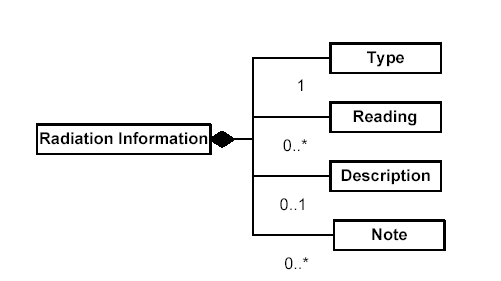 Type
1
Reading
Radiation Information
0..*
Description
0..1
Note
0..*